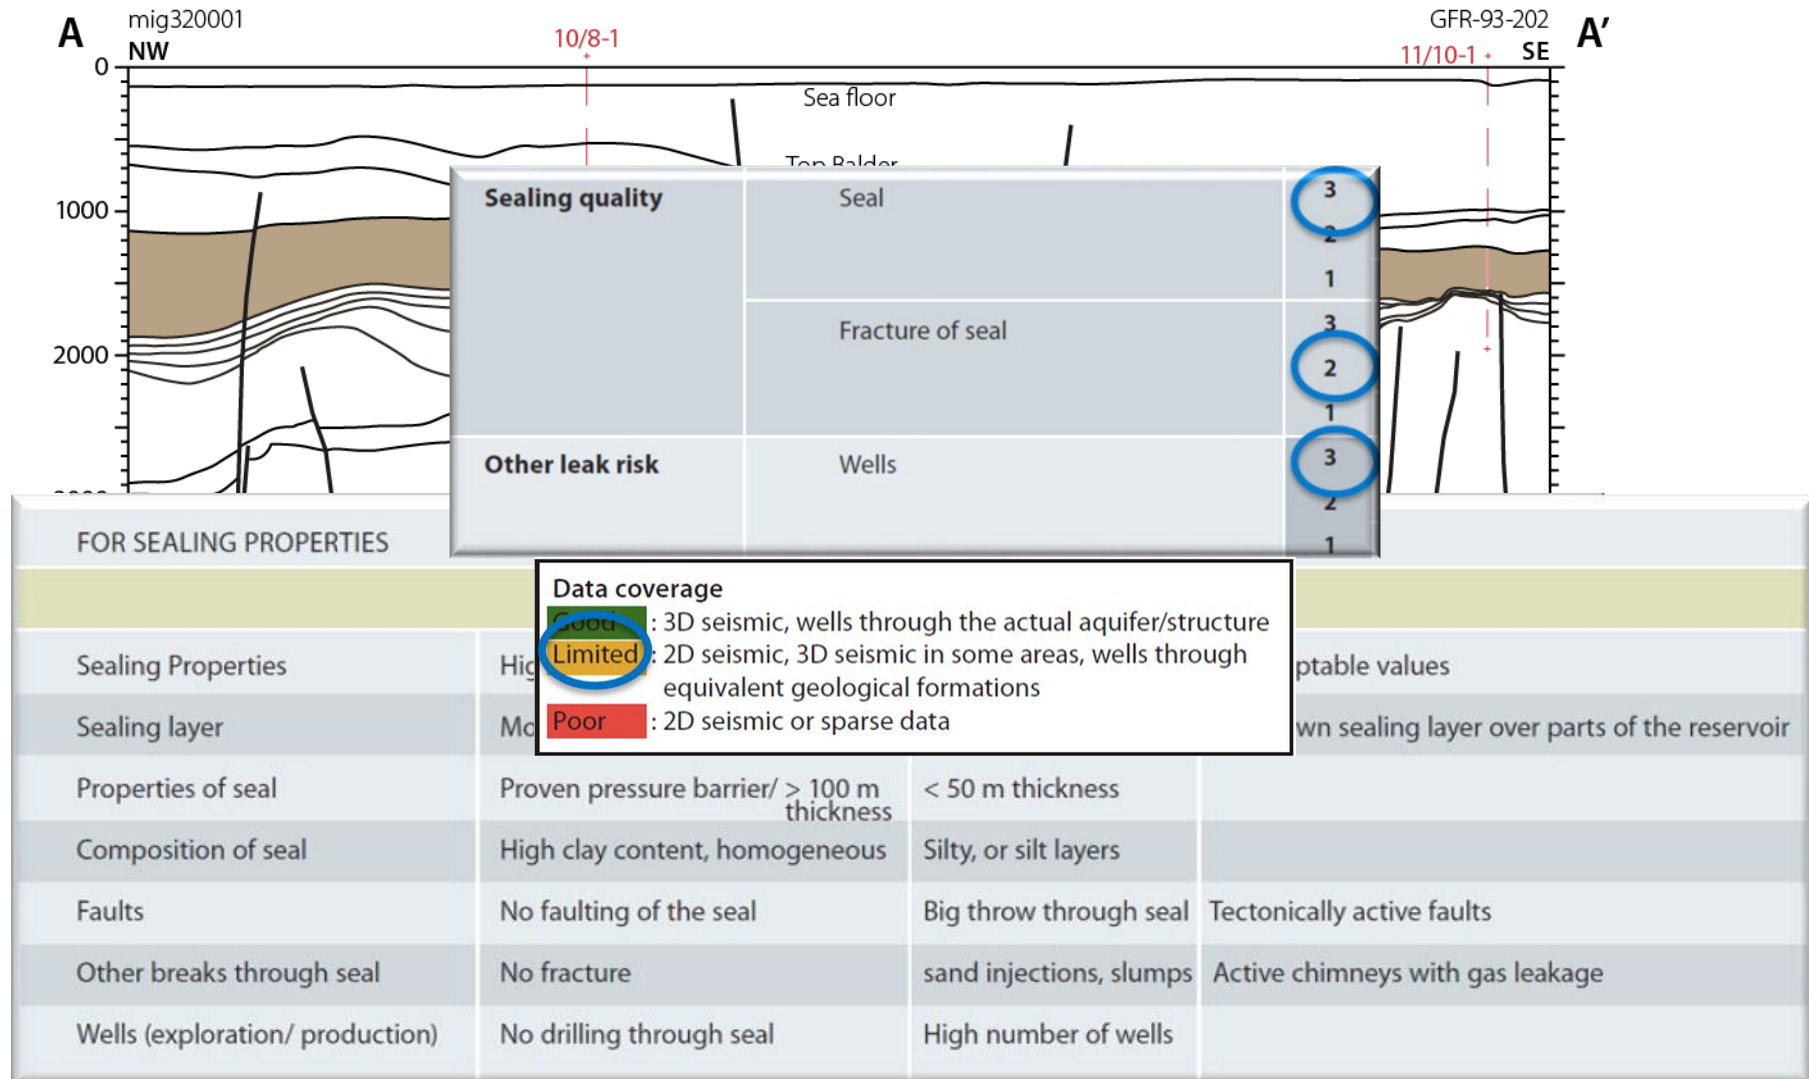 A
mig320001
NW
10/8-1
GFR-93-202
11/10-1
SE
A’
0
Sea floor
Top Balder
1000
2000
Sealing quality
Seal
3
2
1
Fracture of seal
3
2
1
Other leak risk
Wells
3
2
1
FOR SEALING PROPERTIES
Data coverage
Good : 3D seismic, wells through the actual aquifer/structure
Limited : 2D seismic, 3D seismic in some areas, wells through
equivalent geological formations
Poor : 2D seismic or sparse data
Sealing Properties
values
Sealing layer
sealing layer over parts of the reservoir
Properties of seal
Proven pressure barrier/ > 100 m
thickness
< 50 m thickness
Composition of seal
High clay content, homogeneous
Silty, or silt layers
Faults
No faulting of the seal
Big throw through seal
Tectonically active faults
Other breaks through seal
No fracture
sand injections, slumps
Active chimneys with gas leakage
Wells (exploration/ production)
No drilling through seal
High number of wells